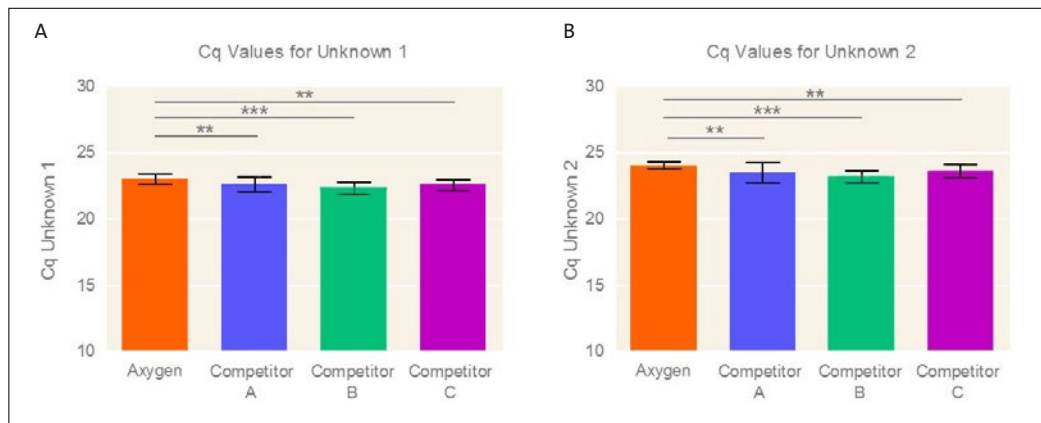 A
Cq Values for Unknown 1
30
25
20
15
10
Cq Unknown 1
**
***
**
Axygen
Competitor A
Competitor B
Competitor C
B
Cq Values for Unknown 2
30
25
20
15
10
Cq Unknown 2
**
***
**
Axygen
Competitor A
Competitor B
Competitor C